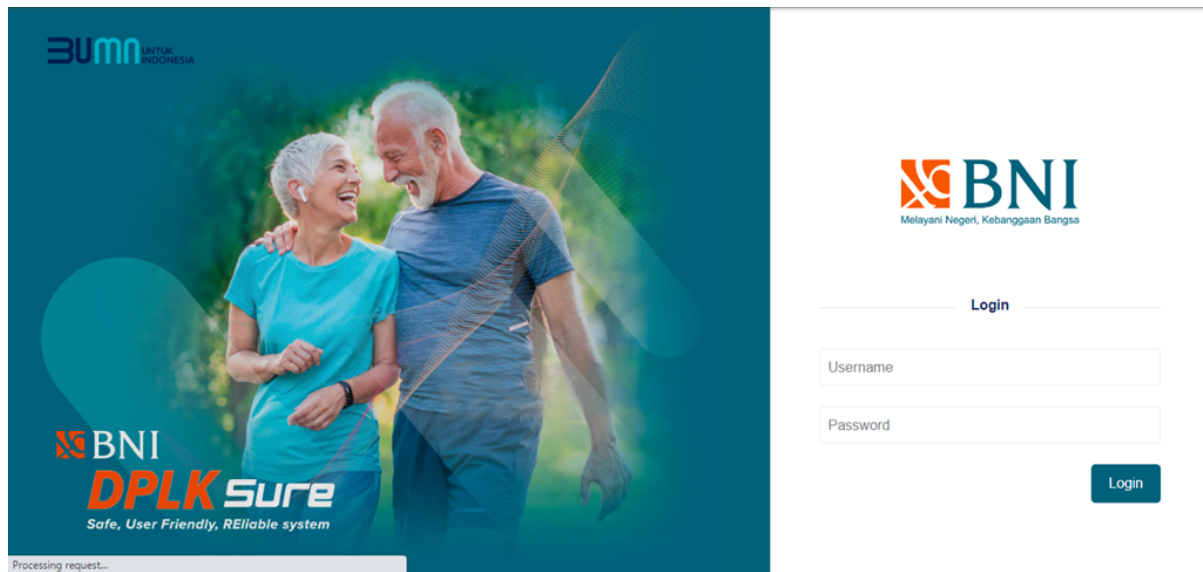 BUMN UNTUK
INDONESIA
BNI
DPLK Sure
Safe, User Friendly, REliable system
Processing request...
BNI
Melayani Negeri, Kebanggaan Bangsa
Login
Username
Password
Login